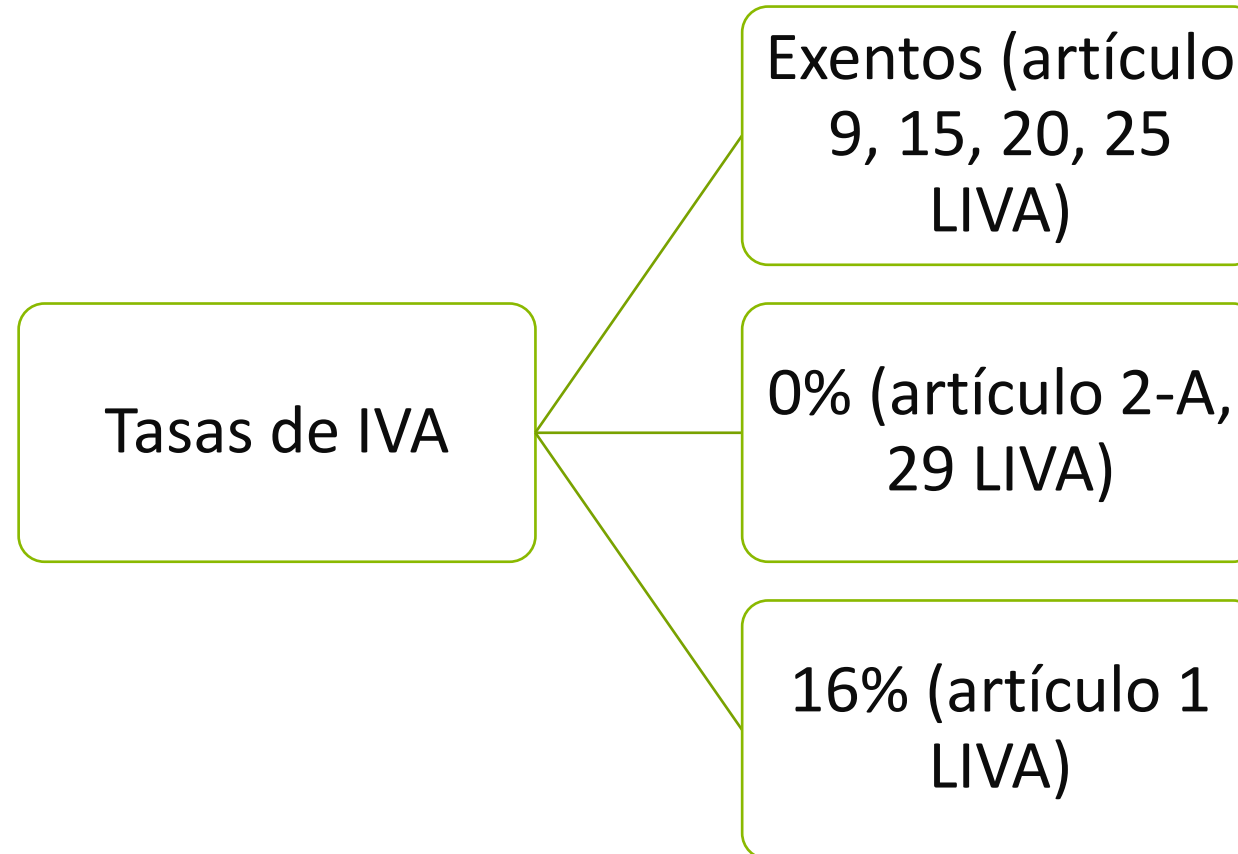 Exentos (artículo
9, 15, 20, 25
LIVA)
Tasas de IVA
0% (artículo 2-A,
29 LIVA)
16% (artículo 1
LIVA)